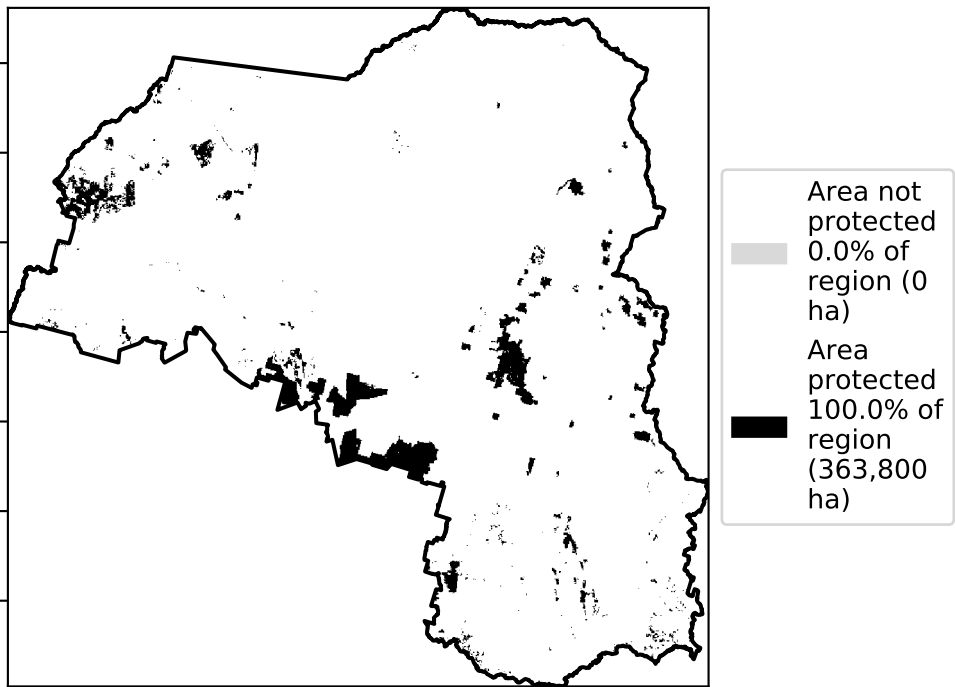 Area not
protected
0.0% of
region (0
ha)
Area
protected
100.0% of
region
(363,800
ha)